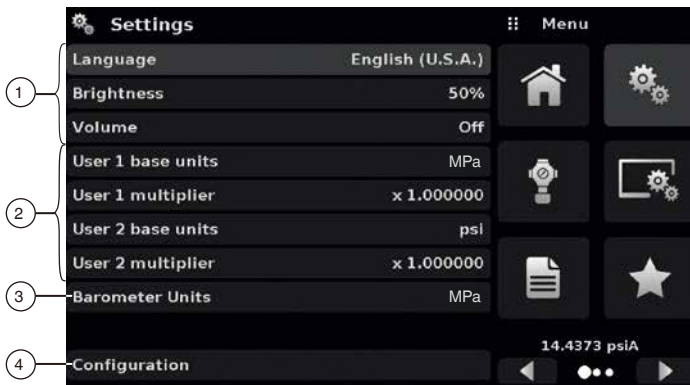 Settings
Menu
1
Language English (U.S.A.)
Brightness 50%
Volume Off
2
User 1 base units MPa
User 1 multiplier x 1.000000
User 2 base units psi
User 2 multiplier x 1.000000
3
Barometer Units MPa
14.4373 psiA
4
Configuration